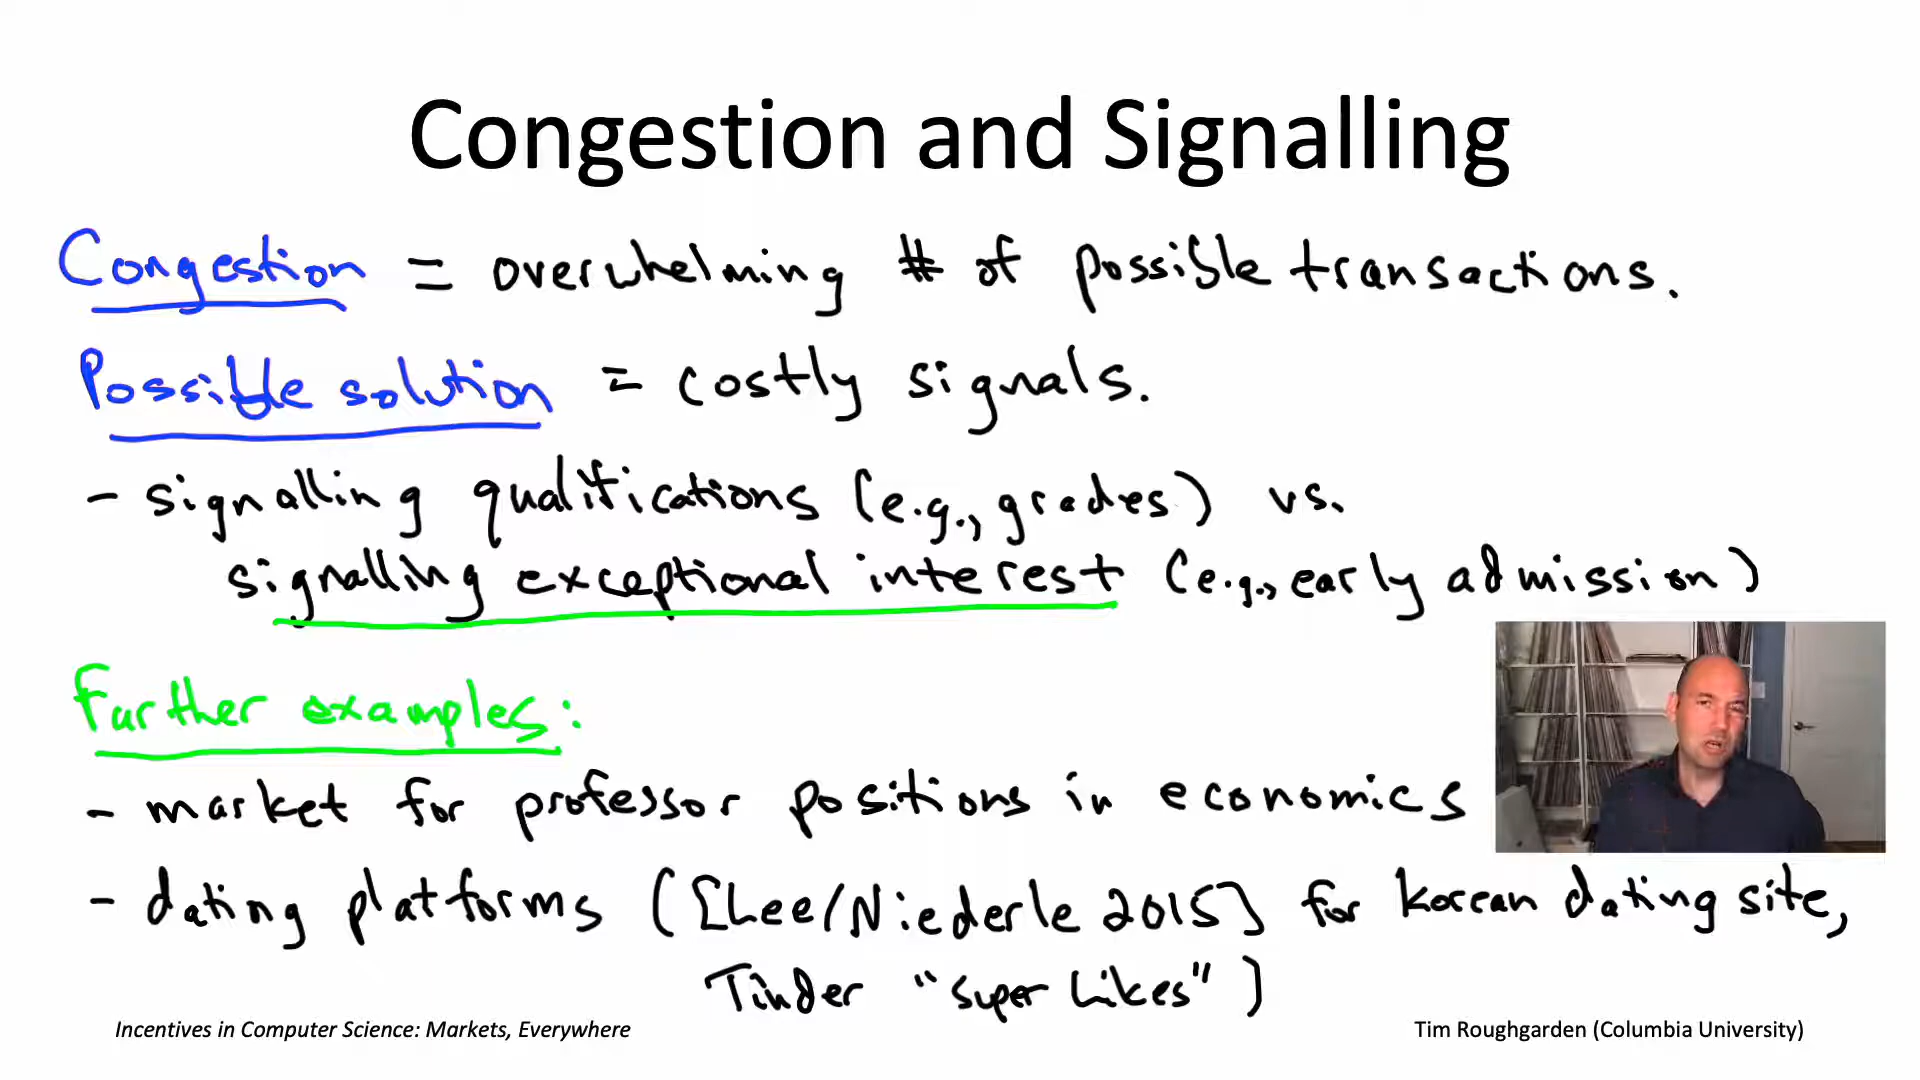 Congestion and Signalling
Congestion = overwhelming # of possible transactions.
Possible solution = costly signals.
- signalling qualifications (e.g., grades) vs.
signalling exceptional interest (e.g., early admission)
Further examples:
- market for professor positions in economics
- dating platforms ([Lee/Niederle 2015] for Korean dating site,
Tinder "Super Likes")
Incentives in Computer Science: Markets, Everywhere
Tim Roughgarden (Columbia University)